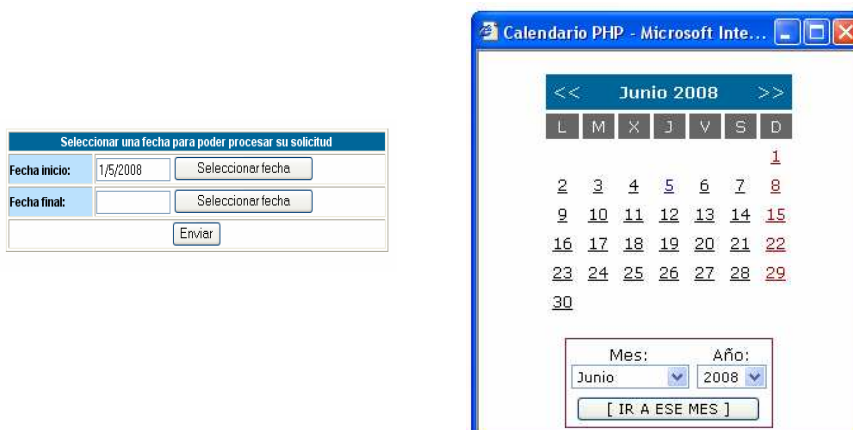 Seleccionar una fecha para poder procesar su solicitud
Fecha inicio: 1/5/2008 Seleccionar fecha
Fecha final: Seleccionar fecha
Enviar
Calendario PHP - Microsoft Inte...
<< Junio 2008 >>
L M X J V S D
1
2 3 4 5 6 7 8
9 10 11 12 13 14 15
16 17 18 19 20 21 22
23 24 25 26 27 28 29
30
Mes: Año:
Junio 2008
[ IR A ESE MES ]